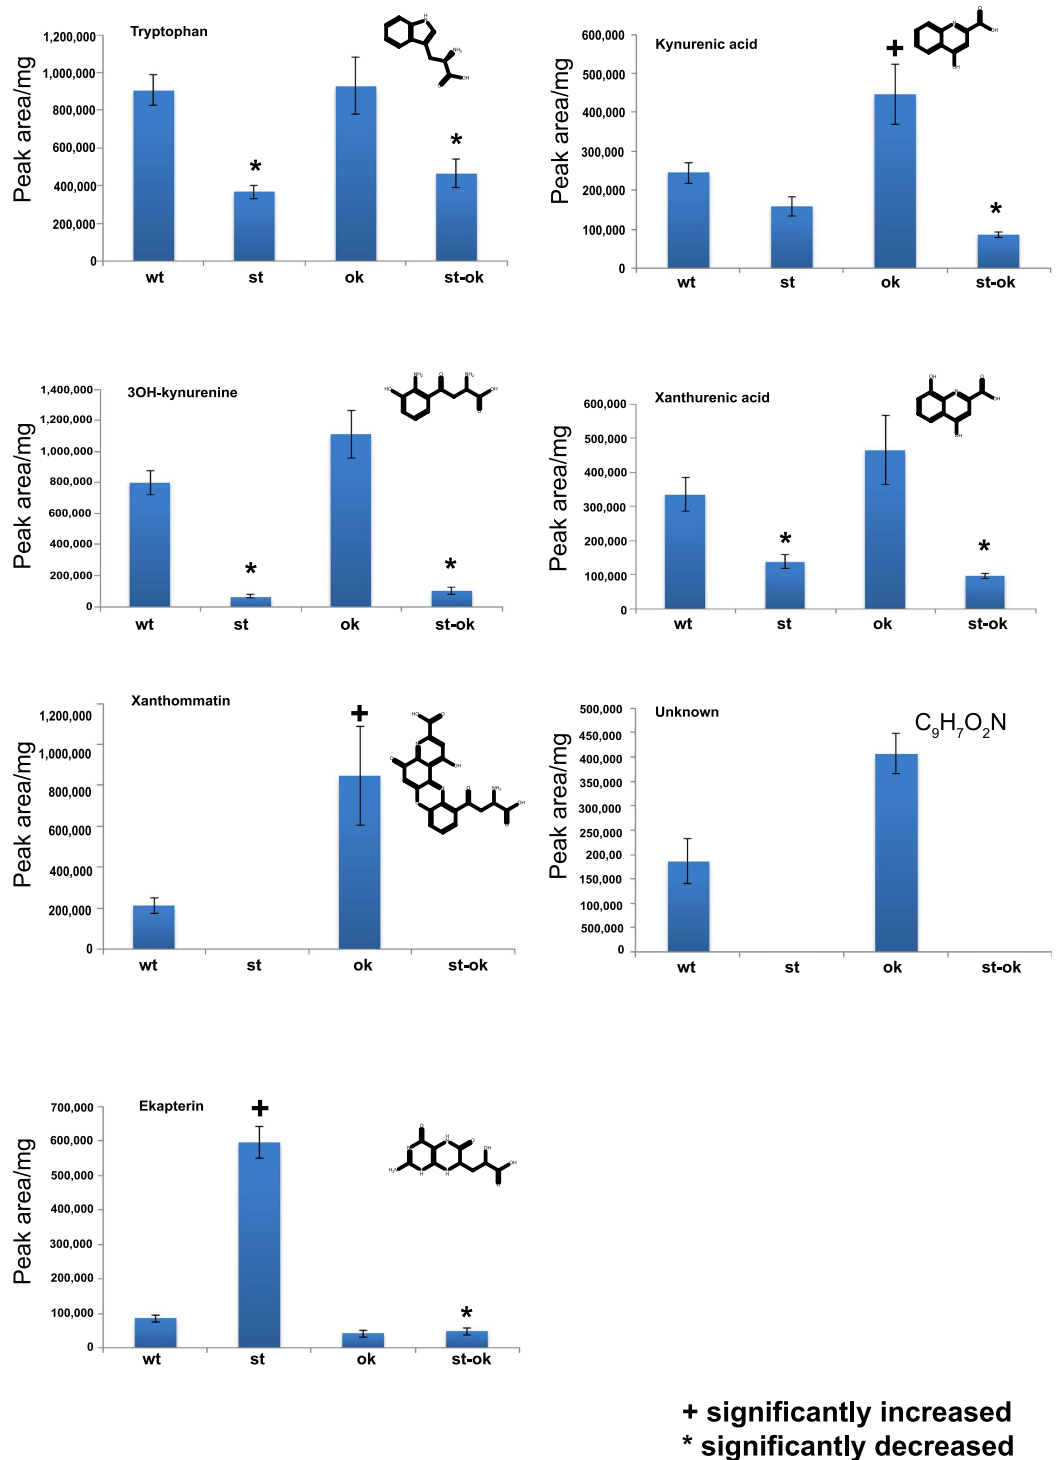 Tryptophan
Peak area/mg
1,200,000
1,000,000
800,000
600,000
400,000
200,000
0
*
*
wt st ok st-ok
Kynurenic acid
Peak area/mg
600,000
500,000
400,000
300,000
200,000
100,000
0
+
*
wt st ok st-ok
3OH-kynurenine
Peak area/mg
1,400,000
1,200,000
1,000,000
800,000
600,000
400,000
200,000
0
*
*
wt st ok st-ok
Xanthurenic acid
Peak area/mg
600,000
500,000
400,000
300,000
200,000
100,000
0
*
*
wt st ok st-ok
Xanthommatin
Peak area/mg
1,200,000
1,000,000
800,000
600,000
400,000
200,000
0
+
wt st ok st-ok
Unknown
C₉H₇O₂N
Peak area/mg
500,000
450,000
400,000
350,000
300,000
250,000
200,00
150,000
100,000
500,000
0
wt st ok st-ok
Ekapterin
Peak area/mg
700,000
600,000
500,000
400,000
300,000
200,000
100,000
0
+
*
wt st ok st-ok
+ significantly increased
* significantly decreased